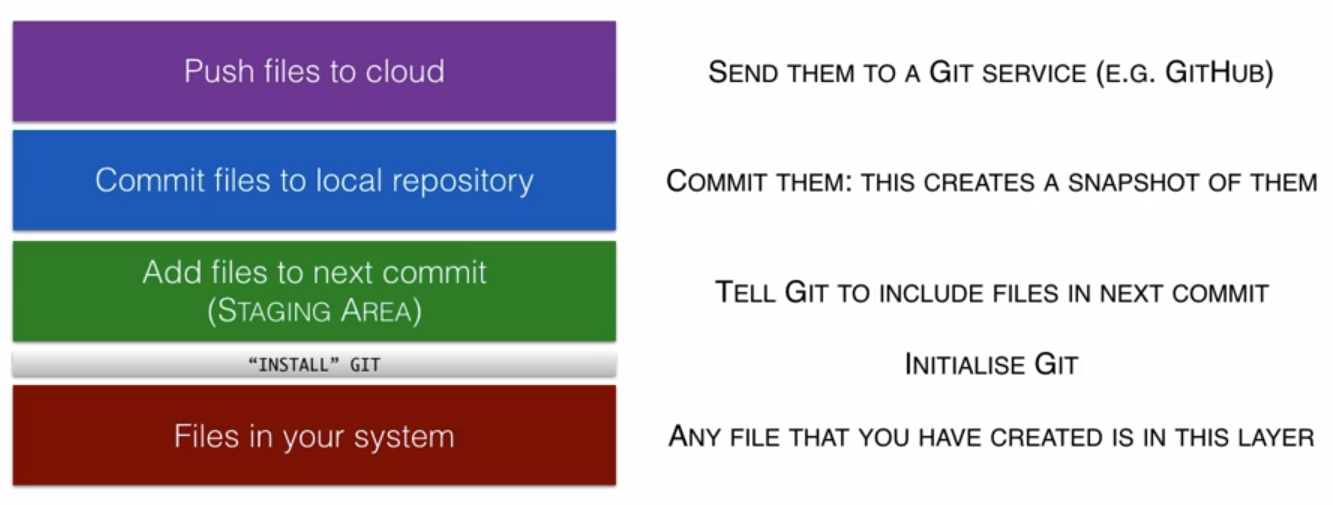 Push files to cloud
SEND THEM TO A GIT SERVICE (E.G. GITHUB)
Commit files to local repository
COMMIT THEM: THIS CREATES A SNAPSHOT OF THEM
Add files to next commit
(STAGING AREA)
TELL GIT TO INCLUDE FILES IN NEXT COMMIT
“INSTALL” GIT
INITIALISE GIT
Files in your system
ANY FILE THAT YOU HAVE CREATED IS IN THIS LAYER